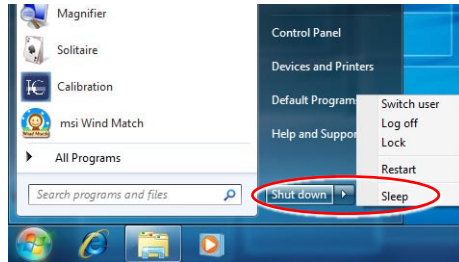 Magnifier
Solitaire
Calibration
msi Wind Match
All Programs
Search programs and files
Control Panel
Devices and Printers
Default Program
Help and Suppor
Shut down
Switch user
Log off
Lock
Restart
Sleep